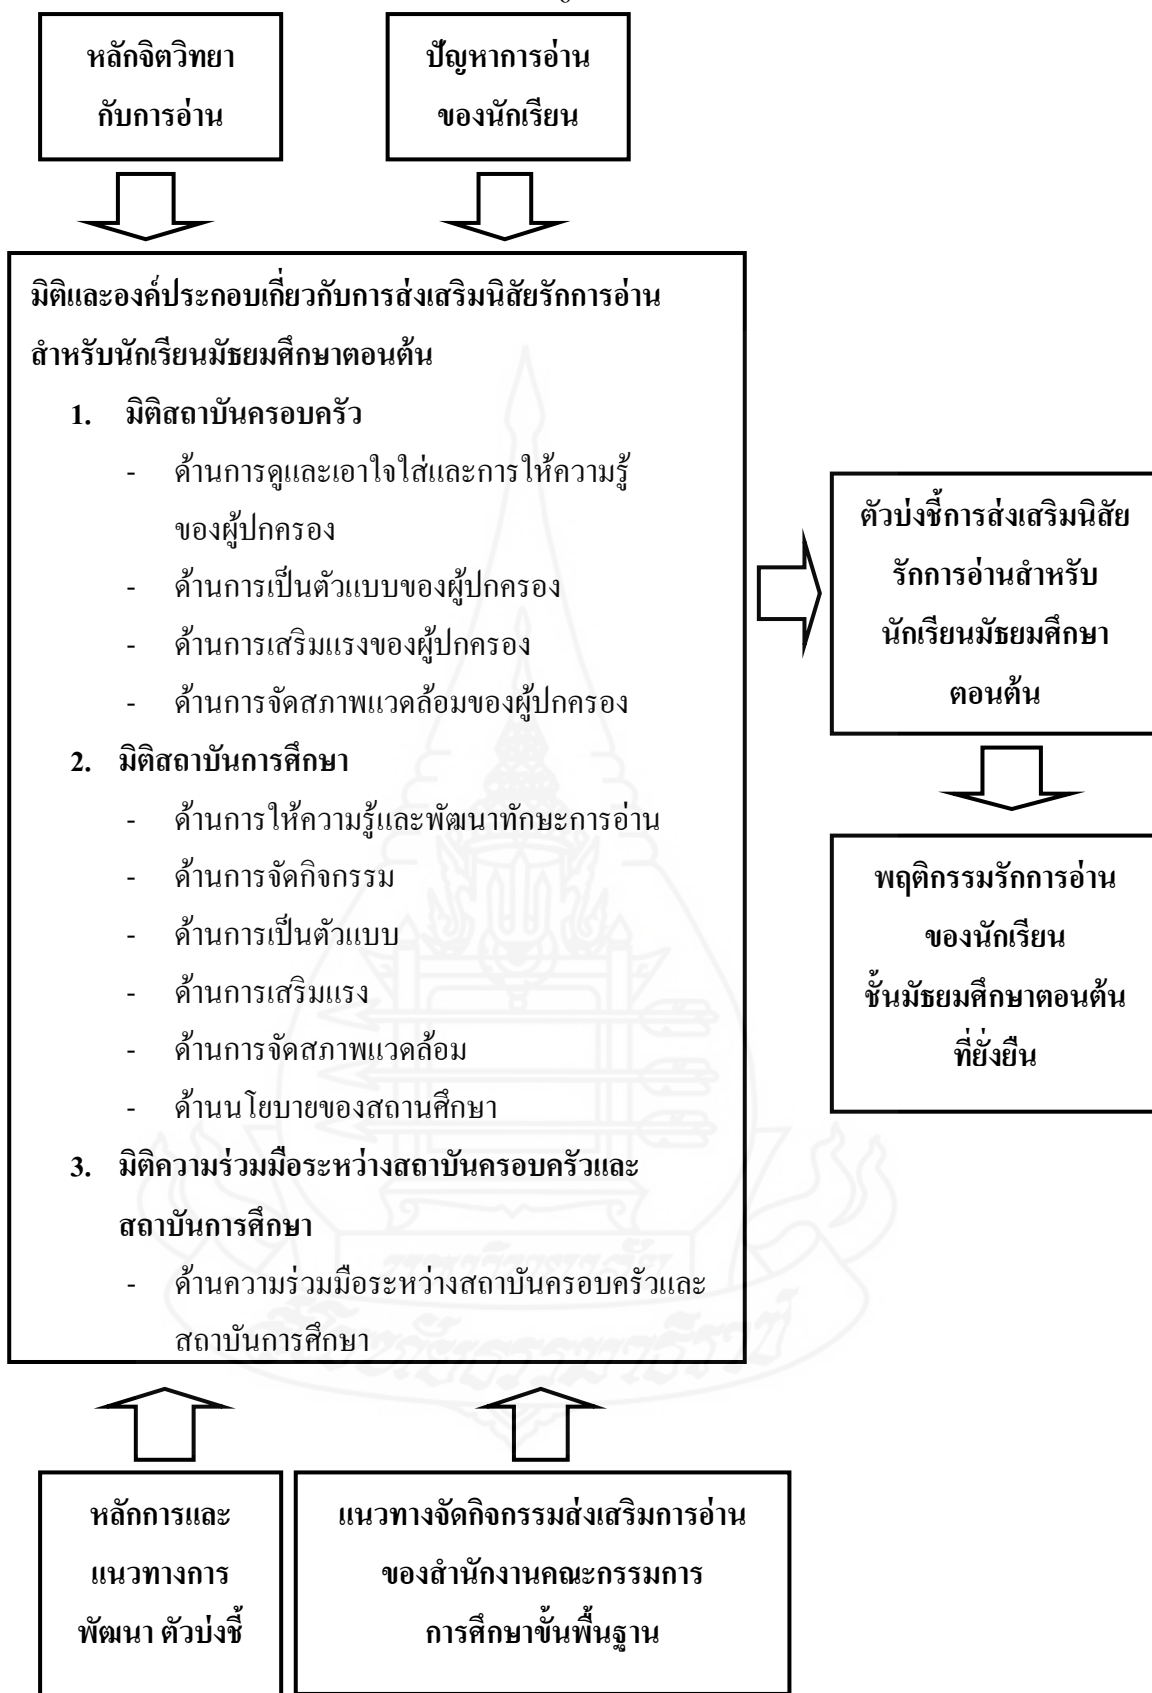 หลักจิตวิทยา
กับการอ่าน
ปัญหาการอ่าน
ของนักเรียน
มิติและองค์ประกอบเกี่ยวกับการส่งเสริมนิสัยรักการอ่าน
สำหรับนักเรียนมัธยมศึกษาตอนต้น
1. มิติสถาบันครอบครัว
- ด้านการดูและเอาใจใส่และการให้ความรู้
ของผู้ปกครอง
- ด้านการเป็นตัวแบบของผู้ปกครอง
- ด้านการเสริมแรงของผู้ปกครอง
- ด้านการจัดสภาพแวดล้อมของผู้ปกครอง
2. มิติสถาบันการศึกษา
- ด้านการให้ความรู้และพัฒนาทักษะการอ่าน
- ด้านการจัดกิจกรรม
- ด้านการเป็นตัวแบบ
- ด้านการเสริมแรง
- ด้านการจัดสภาพแวดล้อม
- ด้านนโยบายของสถานศึกษา
3. มิติความร่วมมือระหว่างสถาบันครอบครัวและ
สถาบันการศึกษา
- ด้านความร่วมมือระหว่างสถาบันครอบครัวและ
สถาบันการศึกษา
ตัวบ่งชี้การส่งเสริมนิสัย
รักการอ่านสำหรับ
นักเรียนมัธยมศึกษา
ตอนต้น
พฤติกรรมรักการอ่าน
ของนักเรียน
ชั้นมัธยมศึกษาตอนต้น
ที่ยั่งยืน
หลักการและ
แนวทางการ
พัฒนา ตัวบ่งชี้
แนวทางจัดกิจกรรมส่งเสริมการอ่าน
ของสำนักงานคณะกรรมการ
การศึกษาขั้นพื้นฐาน
มหาวิทยาลัย
สุโขทัยธรรมาธิราช